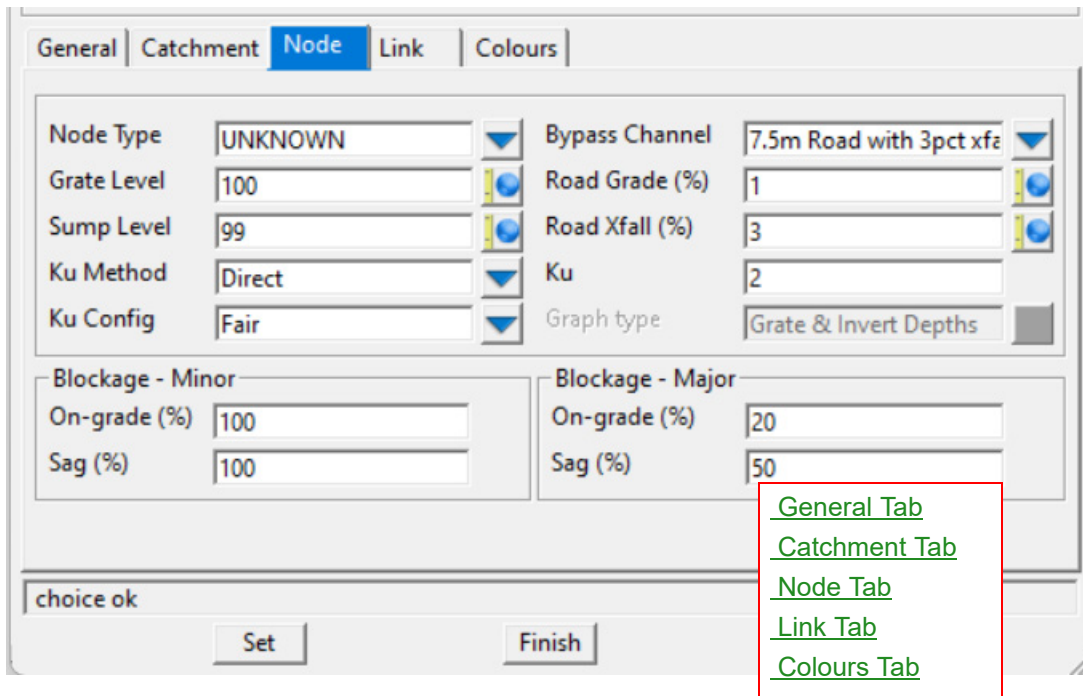 General Catchment Node Link Colours
Node Type UNKNOWN Bypass Channel 7.5m Road with 3pct xfa
Grate Level 100 Road Grade (%) 1
Sump Level 99 Road Xfall (%) 3
Ku Method Direct Ku 2
Ku Config Fair Graph type Grate & Invert Depths
Blockage - Minor Blockage - Major
On-grade (%) 100 On-grade (%) 20
Sag (%) 100 Sag (%) 50
General Tab
Catchment Tab
Node Tab
Link Tab
Colours Tab
choice ok
Set Finish